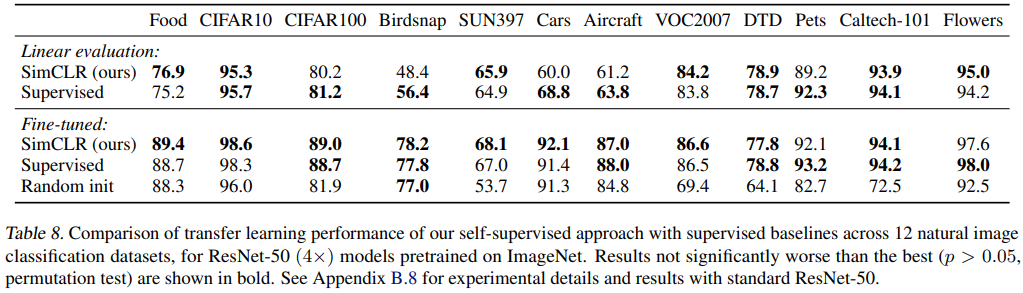 Food CIFAR10 CIFAR100 Birdsnap SUN397 Cars Aircraft VOC2007 DTD Pets Caltech-101 Flowers
Linear evaluation:
SimCLR (ours) 76.9 95.3 80.2 48.4 65.9 60.0 61.2 84.2 78.9 89.2 93.9 95.0
Supervised 75.2 95.7 81.2 56.4 64.9 68.8 63.8 83.8 78.7 92.3 94.1 94.2
Fine-tuned:
SimCLR (ours) 89.4 98.6 89.0 78.2 68.1 92.1 87.0 86.6 77.8 92.1 94.1 97.6
Supervised 88.7 98.3 88.7 77.8 67.0 91.4 88.0 86.5 78.8 93.2 94.2 98.0
Random init 88.3 96.0 81.9 77.0 53.7 91.3 84.8 69.4 64.1 82.7 72.5 92.5
Table 8. Comparison of transfer learning performance of our self-supervised approach with supervised baselines across 12 natural image
classification datasets, for ResNet-50 (4×) models pretrained on ImageNet. Results not significantly worse than the best (p > 0.05,
permutation test) are shown in bold. See Appendix B.8 for experimental details and results with standard ResNet-50.